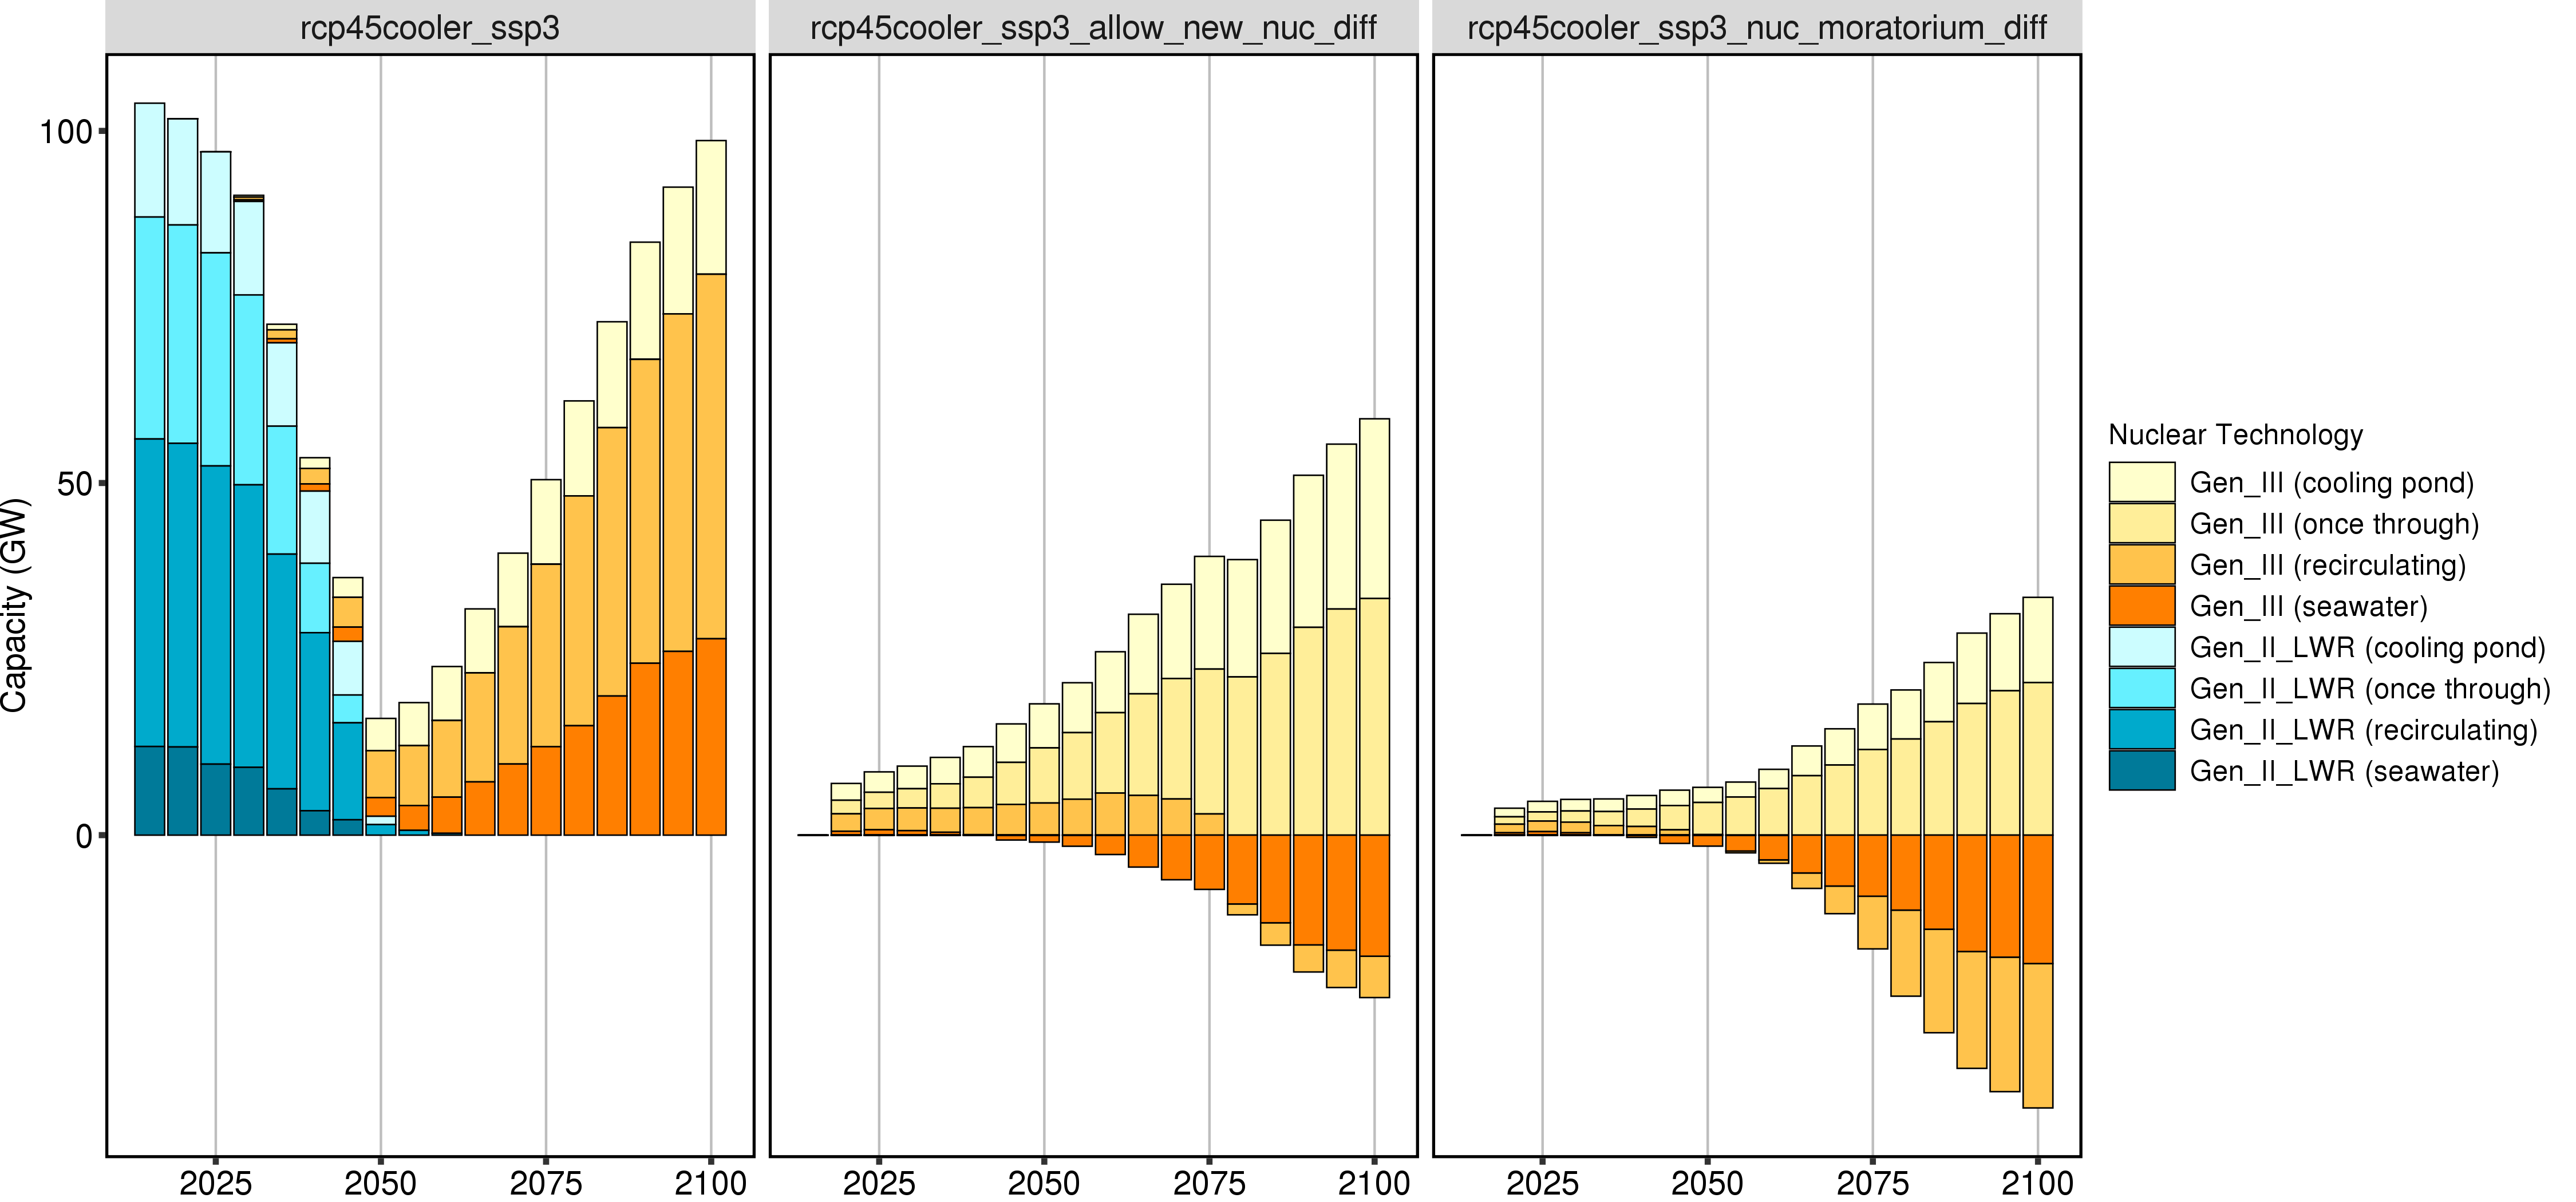 rcp45cooler_ssp3
rcp45cooler_ssp3_allow_new_nuc_diff
rcp45cooler_ssp3_nuc_moratorium_diff
Capacity (GW)
100
50
0
2025 2050 2075 2100
2025 2050 2075 2100
2025 2050 2075 2100
Nuclear Technology
Gen_III (cooling pond)
Gen_III (once through)
Gen_III (recirculating)
Gen_III (seawater)
Gen_II_LWR (cooling pond)
Gen_II_LWR (once through)
Gen_II_LWR (recirculating)
Gen_II_LWR (seawater)